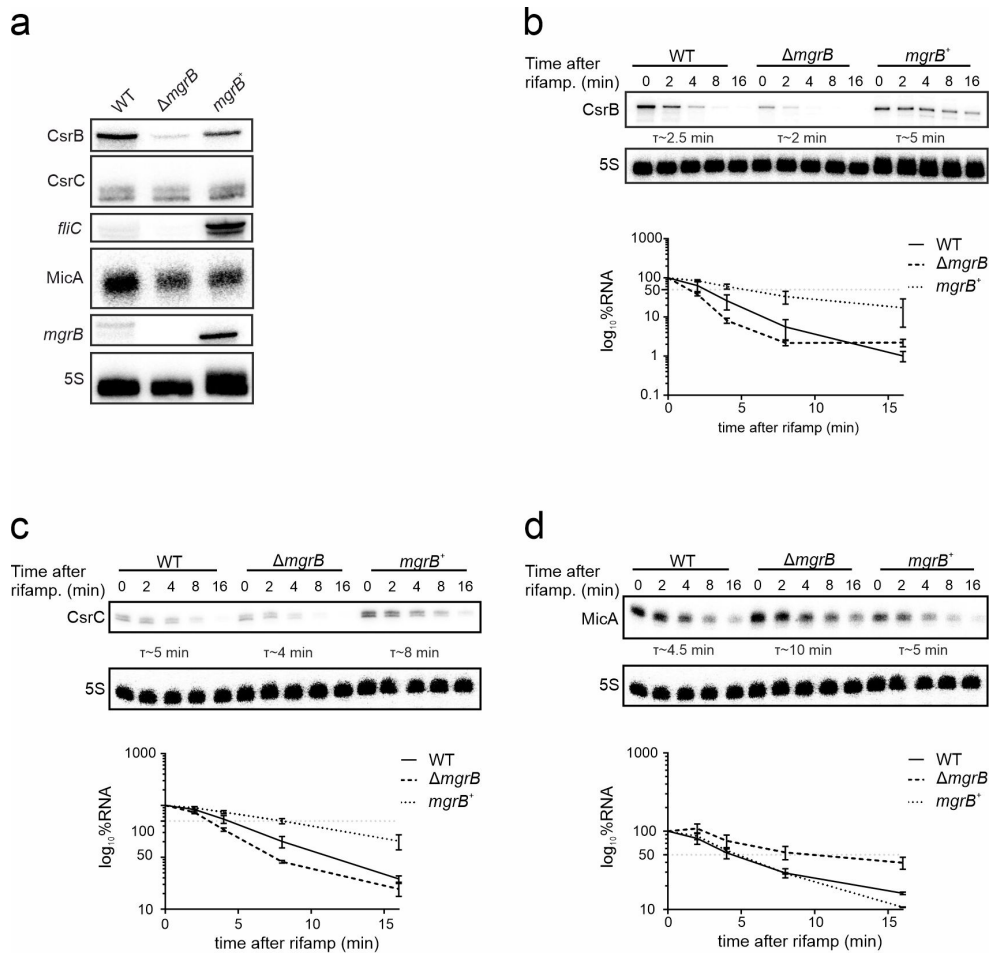 a
WT ΔmgrB mgrB+
CsrB
CsrC
fliC
MicA
mgrB
5S
b
Time after
rifamp. (min)
WT ΔmgrB mgrB+
0 2 4 8 16 0 2 4 8 16 0 2 4 8 16
CsrB
τ~2.5 min τ~2 min τ~5 min
5S
1000
100
50
10
1
0.1
log10%RNA
0 5 10 15
time after rifamp (min)
WT
ΔmgrB
mgrB+
c
Time after
rifamp. (min)
WT ΔmgrB mgrB+
0 2 4 8 16 0 2 4 8 16 0 2 4 8 16
CsrC
τ~5 min τ~4 min τ~8 min
5S
1000
100
50
10
log10%RNA
0 5 10 15
time after rifamp (min)
WT
ΔmgrB
mgrB+
d
Time after
rifamp. (min)
WT ΔmgrB mgrB+
0 2 4 8 16 0 2 4 8 16 0 2 4 8 16
MicA
τ~4.5 min τ~10 min τ~5 min
5S
1000
100
50
10
log10%RNA
0 5 10 15
time after rifamp (min)
WT
ΔmgrB
mgrB+